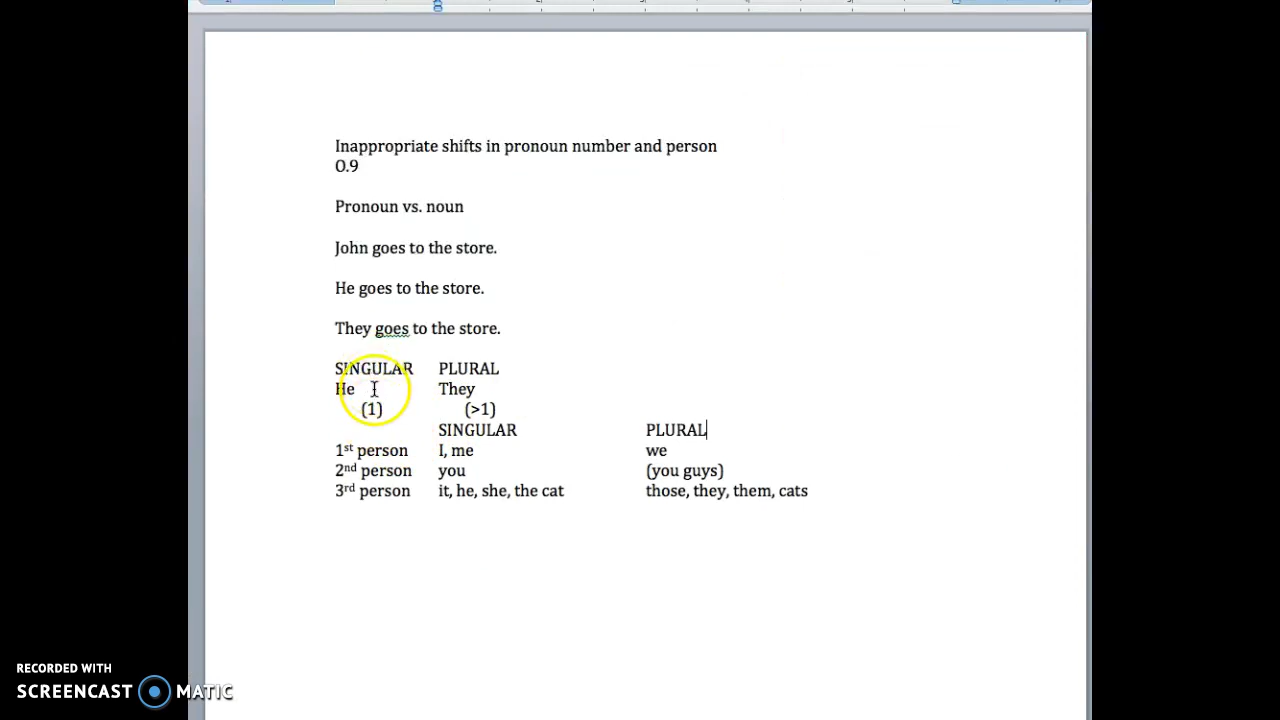 Inappropriate shifts in pronoun number and person
O.9
Pronoun vs. noun
John goes to the store.
He goes to the store.
They goes to the store.
SINGULAR PLURAL
He They
(1) (>1)
SINGULAR PLURAL
1st person I, me we
2nd person you (you guys)
3rd person it, he, she, the cat those, they, them, cats
RECORDED WITH
SCREENCAST MATIC